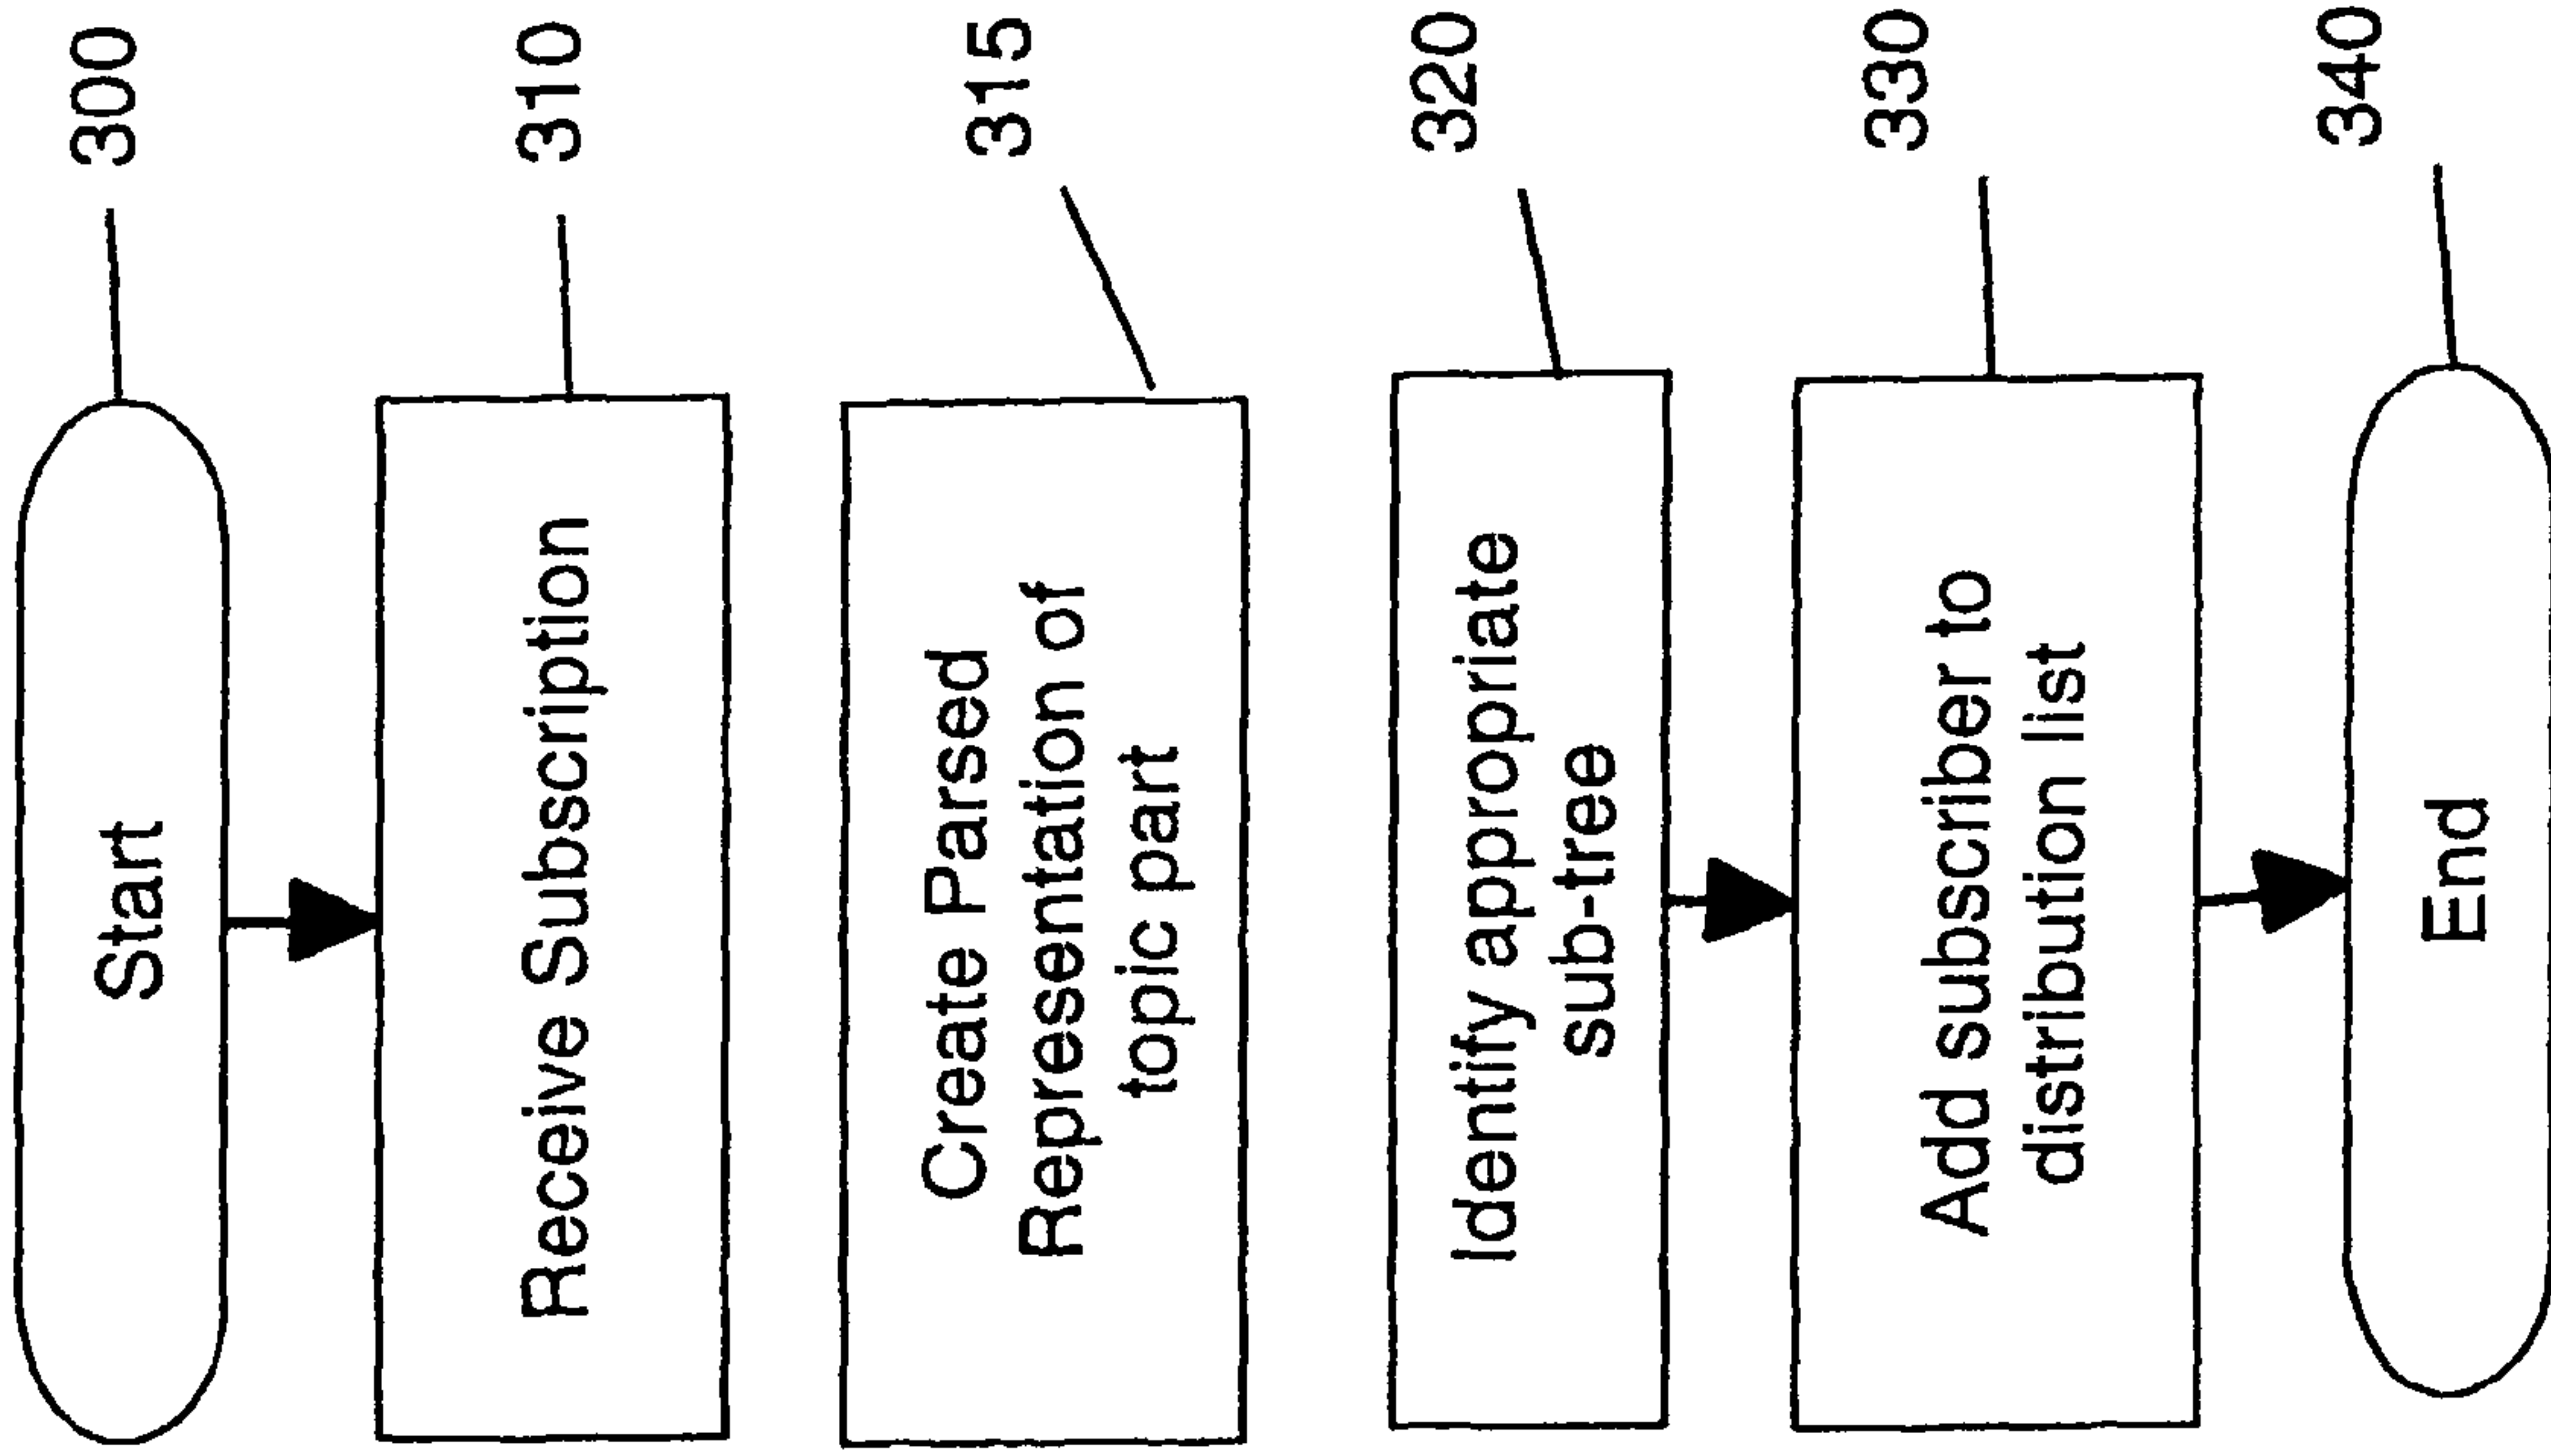 Start
300
Receive Subscription
310
Create Parsed
Representation of
topic part
315
Identify appropriate
sub-tree
320
Add subscriber to
distribution list
330
End
340